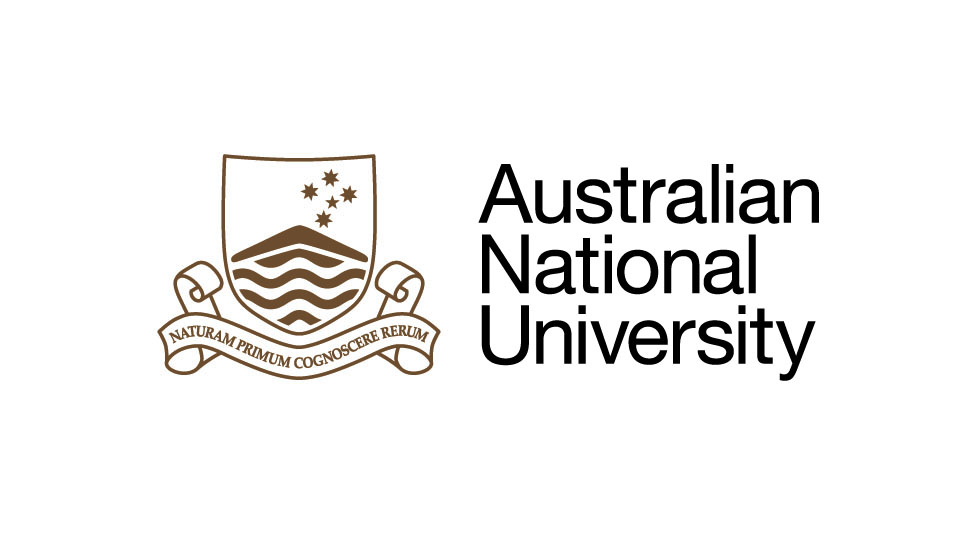 NATURAM PRIMUM COGNOSCERE RERUM
Australian
National
University